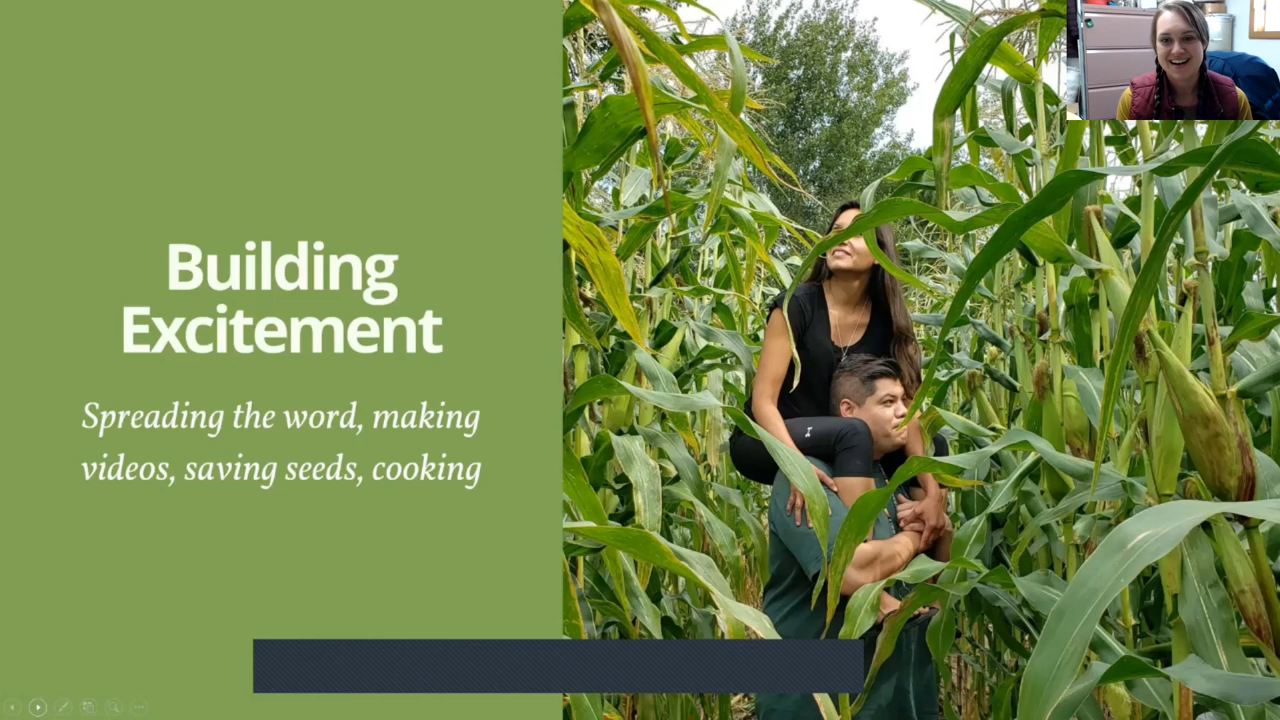 Building
Excitement
Spreading the word, making
videos, saving seeds, cooking